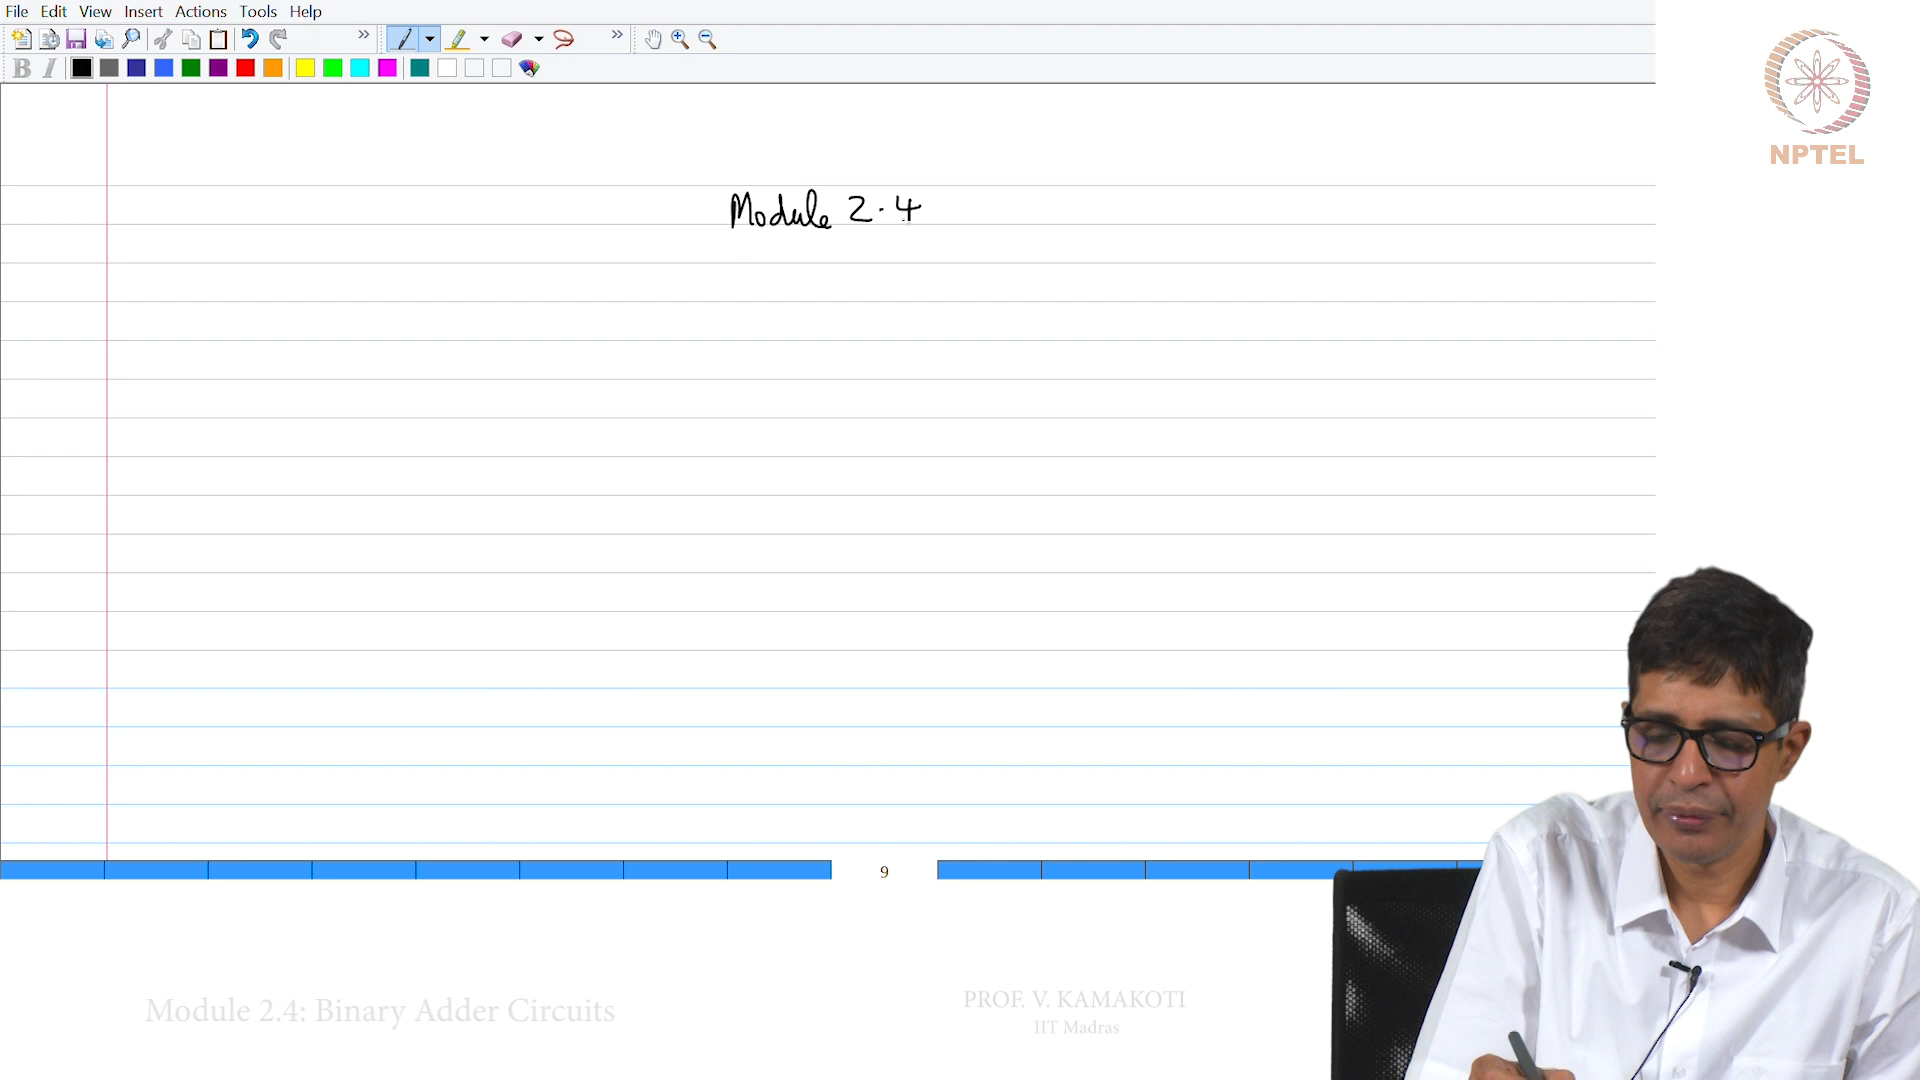 File Edit View Insert Actions Tools Help
B I
NPTEL
Module 2.4
9
Module 2.4: Binary Adder Circuits
PROF. V. KAMAKOTI
IIT Madras